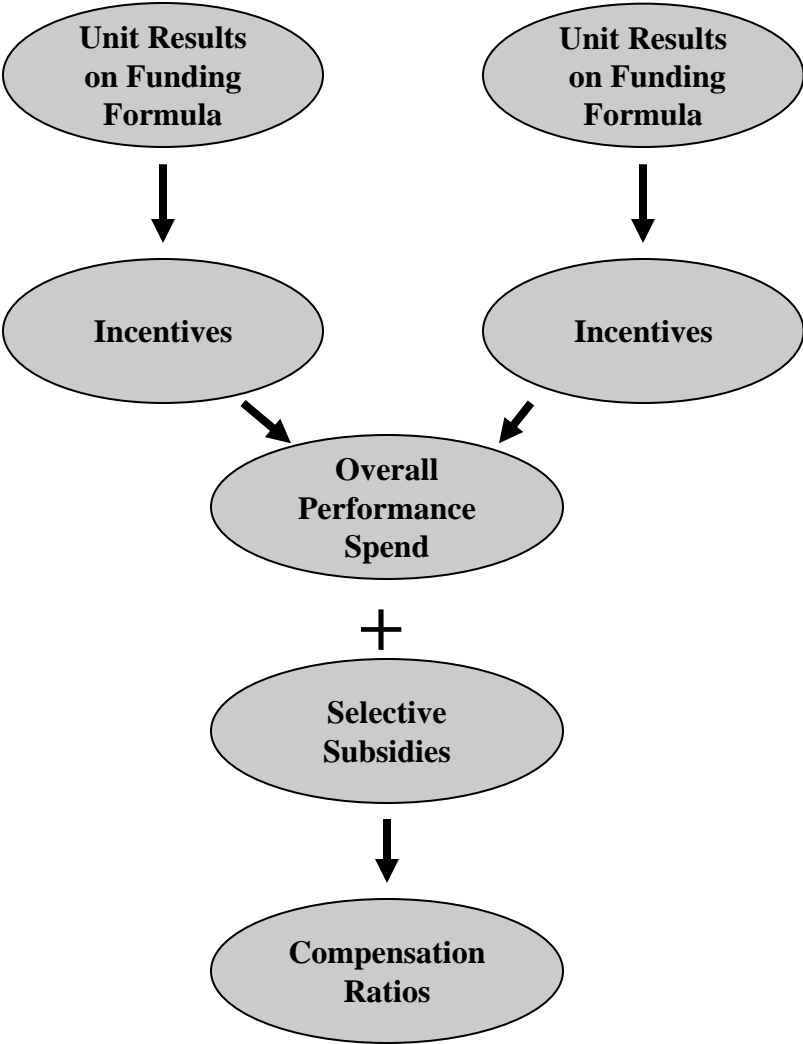 Unit Results
on Funding
Formula
Unit Results
on Funding
Formula
Incentives
Incentives
Overall
Performance
Spend
+
Selective
Subsidies
Compensation
Ratios